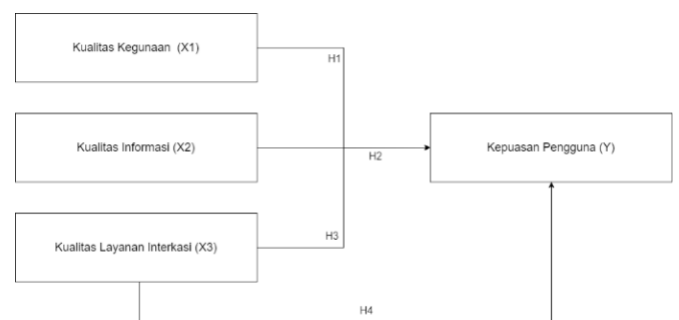 Kualitas Kegunaan (X1)
H1
Kualitas Informasi (X2)
Kepuasan Pengguna (Y)
H2
H3
Kualitas Layanan Interkasi (X3)
H4